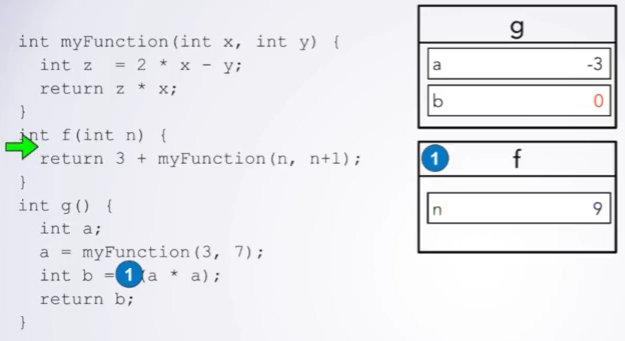 int myFunction(int x, int y) {
int z = 2 * x - y;
return z * x;
}
int f(int n) {
return 3 + myFunction(n, n+1);
}
int g() {
int a;
a = myFunction(3, 7);
int b = 1 (a * a);
return b;
}
g
a -3
b 0
1 f
n 9